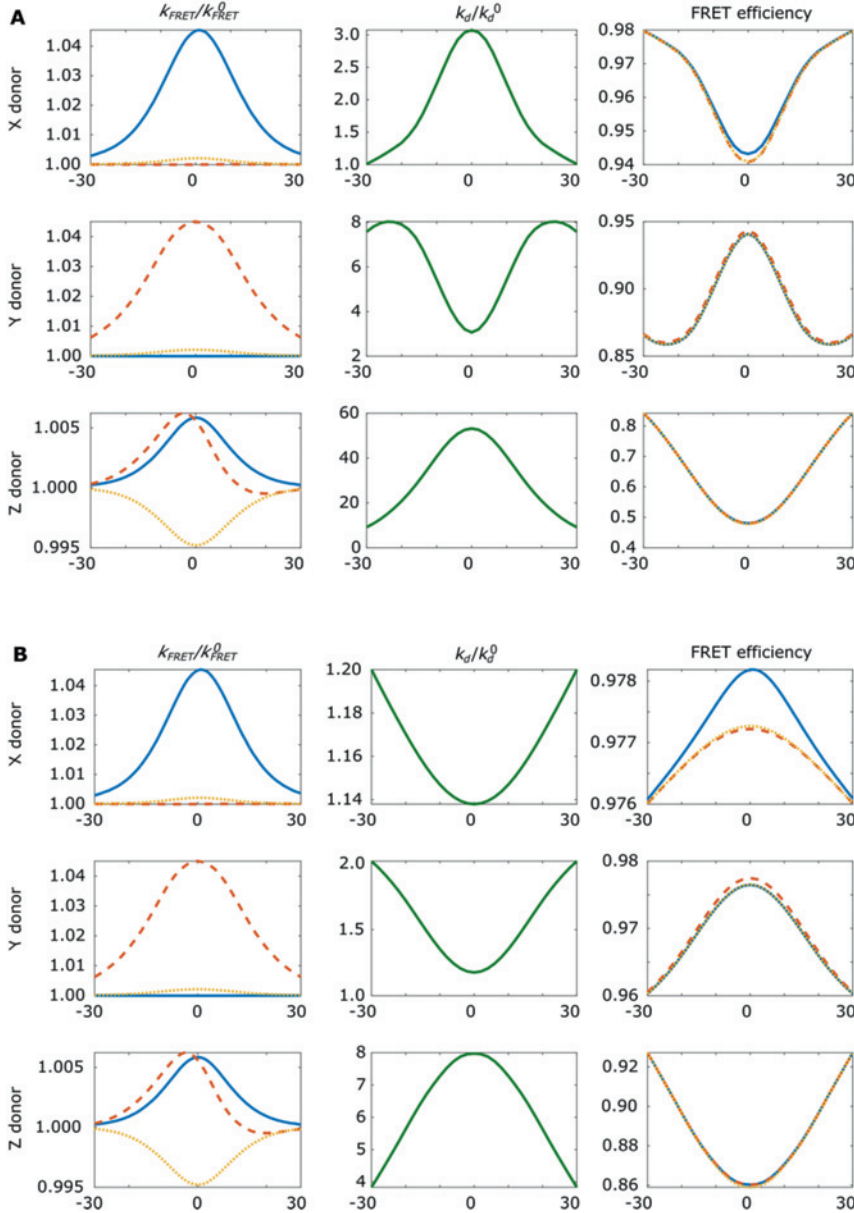 A
k_FRET/k⁰_FRET k_d/k_d⁰ FRET efficiency
X donor
1.04
1.03
1.02
1.01
1.00
-30 0 30
3.0
2.5
2.0
1.5
1.0
-30 0 30
0.98
0.97
0.96
0.95
0.94
-30 0 30
Y donor
1.04
1.03
1.02
1.01
1.00
-30 0 30
8
6
4
2
-30 0 30
0.95
0.90
0.85
-30 0 30
Z donor
1.005
1.000
0.995
-30 0 30
60
40
20
0
-30 0 30
0.8
0.7
0.6
0.5
0.4
-30 0 30
B
k_FRET/k⁰_FRET k_d/k_d⁰ FRET efficiency
X donor
1.04
1.03
1.02
1.01
1.00
-30 0 30
1.20
1.18
1.16
1.14
-30 0 30
0.978
0.977
0.976
-30 0 30
Y donor
1.04
1.03
1.02
1.01
1.00
-30 0 30
2.0
1.5
1.0
-30 0 30
0.98
0.97
0.96
-30 0 30
Z donor
1.005
1.000
0.995
-30 0 30
8
7
6
5
4
-30 0 30
0.92
0.90
0.88
0.86
-30 0 30